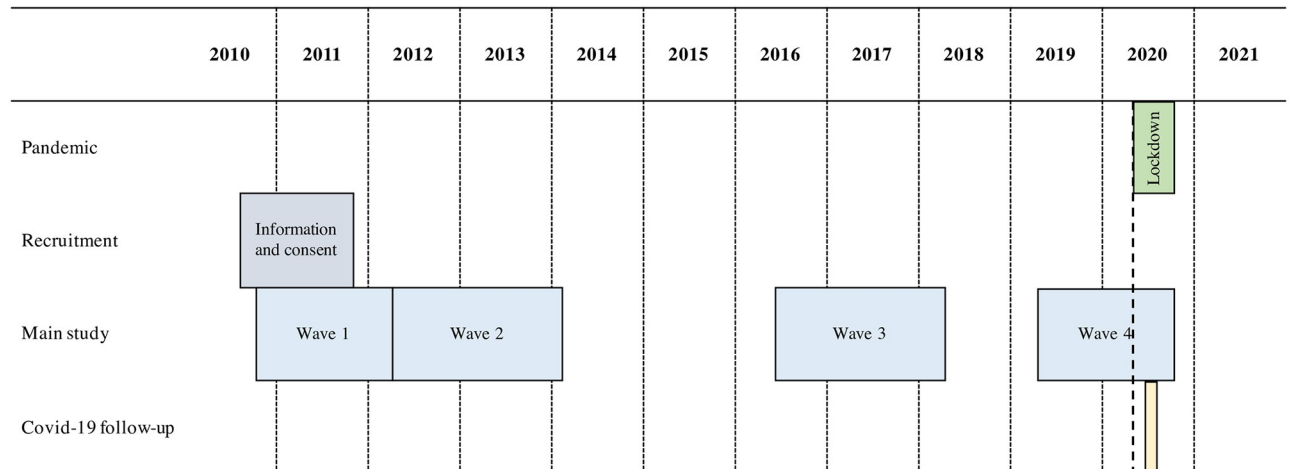 2010 2011 2012 2013 2014 2015 2016 2017 2018 2019 2020 2021
Pandemic
Lockdown
Recruitment
Information
and consent
Main study
Wave 1
Wave 2
Wave 3
Wave 4
Covid-19 follow-up